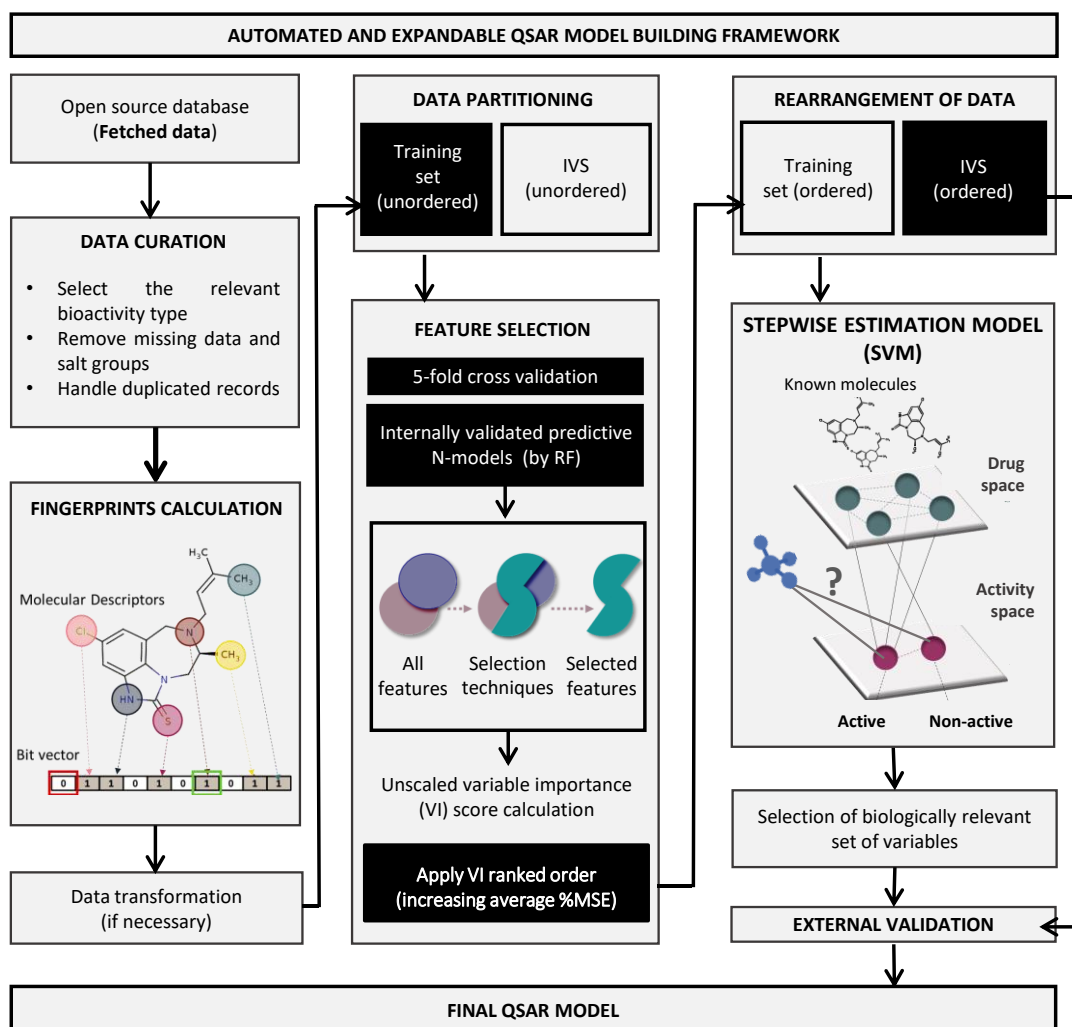 AUTOMATED AND EXPANDABLE QSAR MODEL BUILDING FRAMEWORK
Open source database
(Fetched data)
DATA CURATION
• Select the relevant
bioactivity type
• Remove missing data and
salt groups
• Handle duplicated records
FINGERPRINTS CALCULATION
H₃C
CH₃
Molecular Descriptors
Cl
N
CH₃
N
HN
S
Bit vector
0 1 1 0 1 0 1 0 1 1
Data transformation
(if necessary)
DATA PARTITIONING
Training
set
(unordered)
IVS
(unordered)
FEATURE SELECTION
5-fold cross validation
Internally validated predictive
N-models (by RF)
All
features
Selection
techniques
Selected
features
Unscaled variable importance
(VI) score calculation
Apply VI ranked order
(increasing average %MSE)
REARRANGEMENT OF DATA
Training
set (ordered)
IVS
(ordered)
STEPWISE ESTIMATION MODEL
(SVM)
Known molecules
Drug
space
?
Activity
space
Active
Non-active
Selection of biologically relevant
set of variables
EXTERNAL VALIDATION
FINAL QSAR MODEL